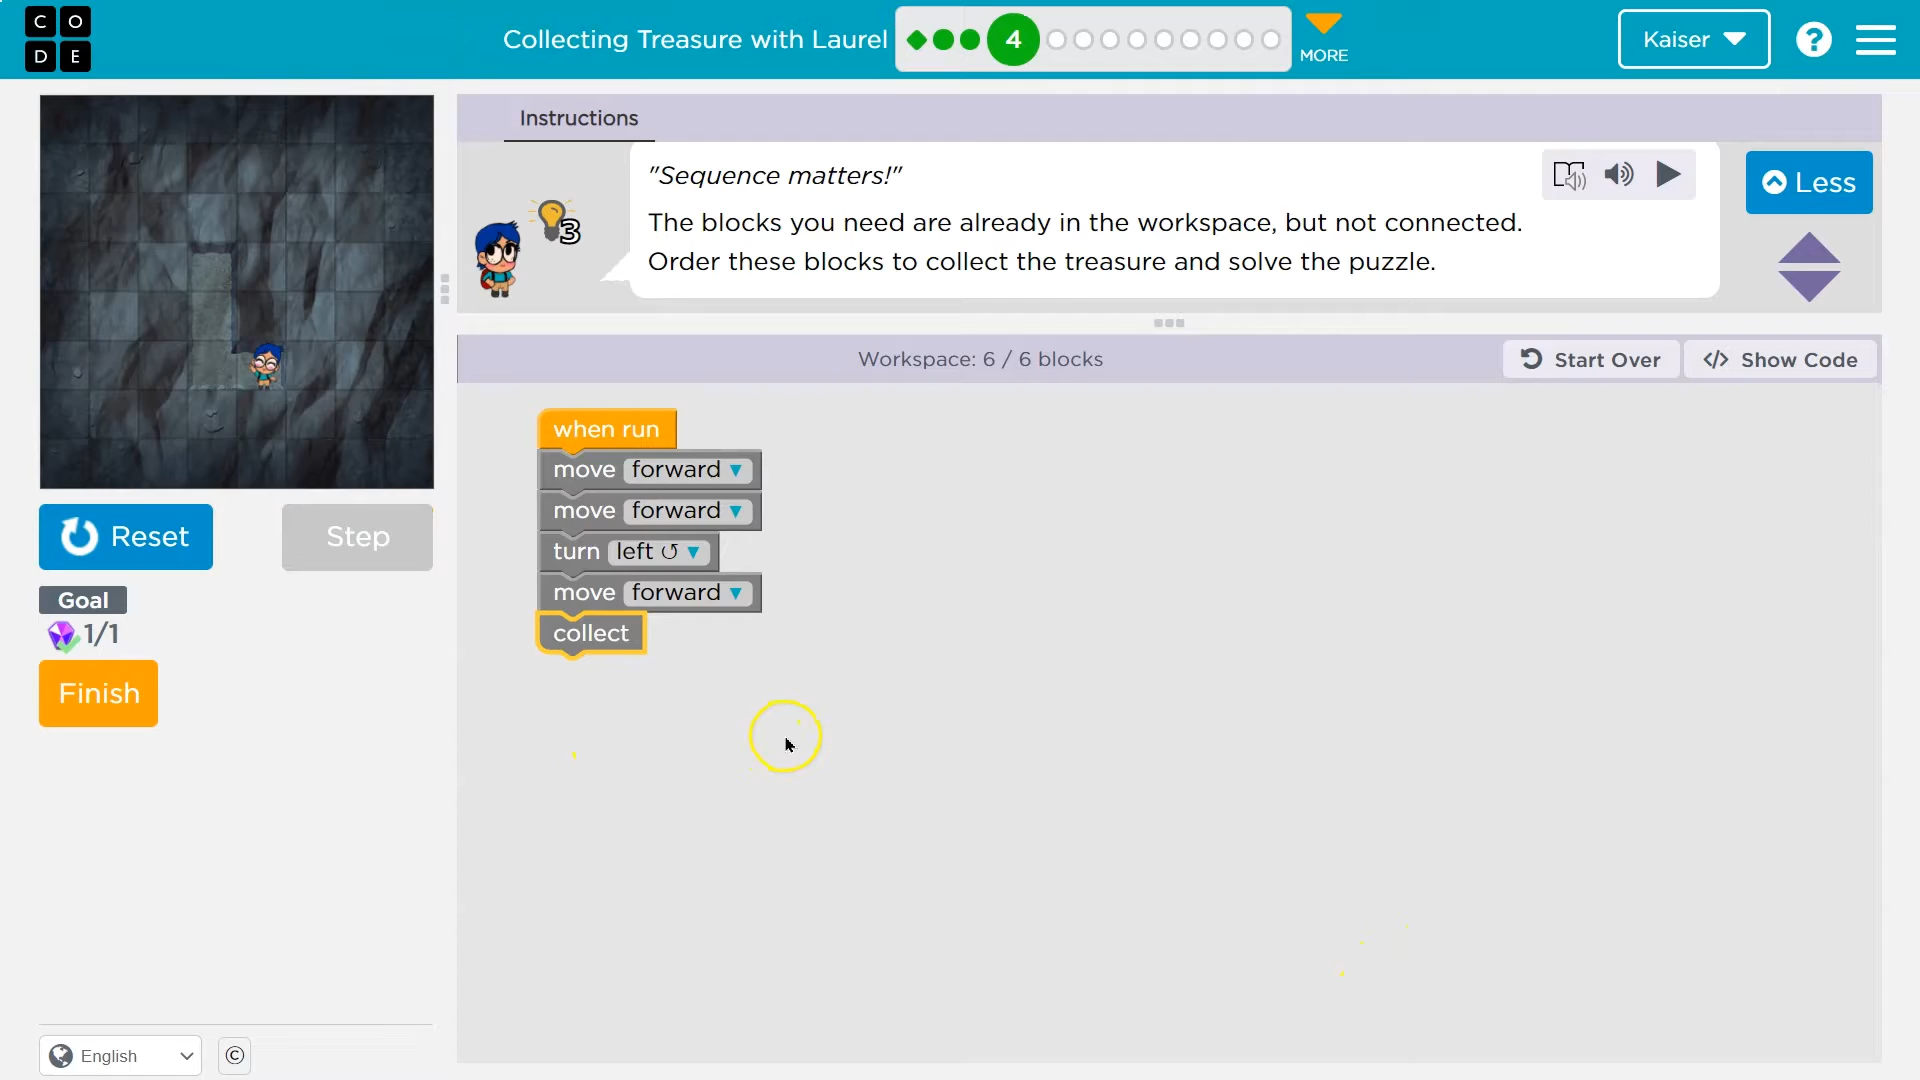 C O
D E
Collecting Treasure with Laurel
4
MORE
Kaiser
?
Instructions
3
"Sequence matters!"
The blocks you need are already in the workspace, but not connected.
Order these blocks to collect the treasure and solve the puzzle.
Less
Workspace: 6 / 6 blocks
Start Over
</> Show Code
when run
move forward ▼
move forward ▼
turn left ↺ ▼
move forward ▼
collect
Reset
Step
Goal
1/1
Finish
English
©